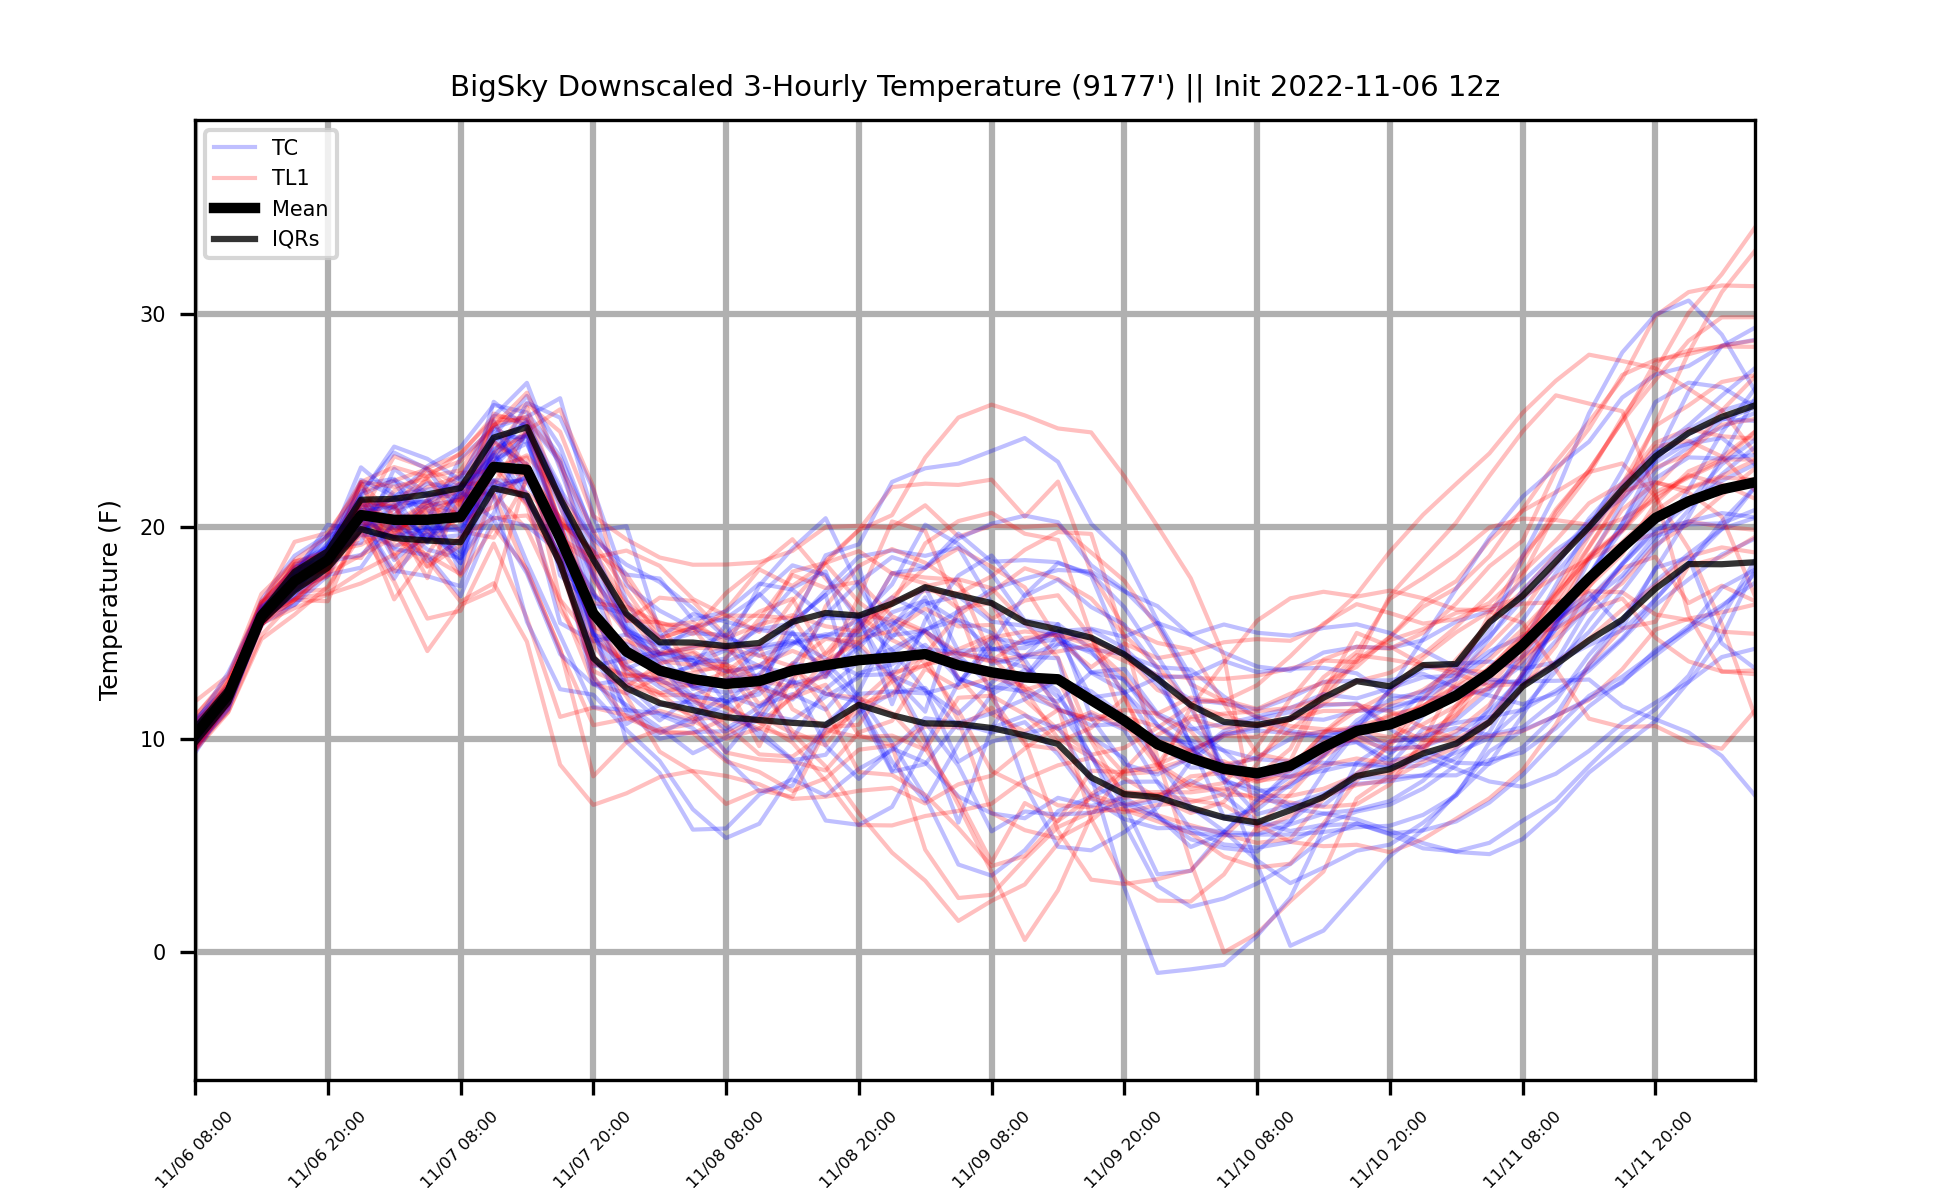 BigSky Downscaled 3-Hourly Temperature (9177') || Init 2022-11-06 12z
TC
TL1
Mean
IQRs
Temperature (F)
30
20
10
0
11/06 08:00
11/06 20:00
11/07 08:00
11/07 20:00
11/08 08:00
11/08 20:00
11/09 08:00
11/09 20:00
11/10 08:00
11/10 20:00
11/11 08:00
11/11 20:00